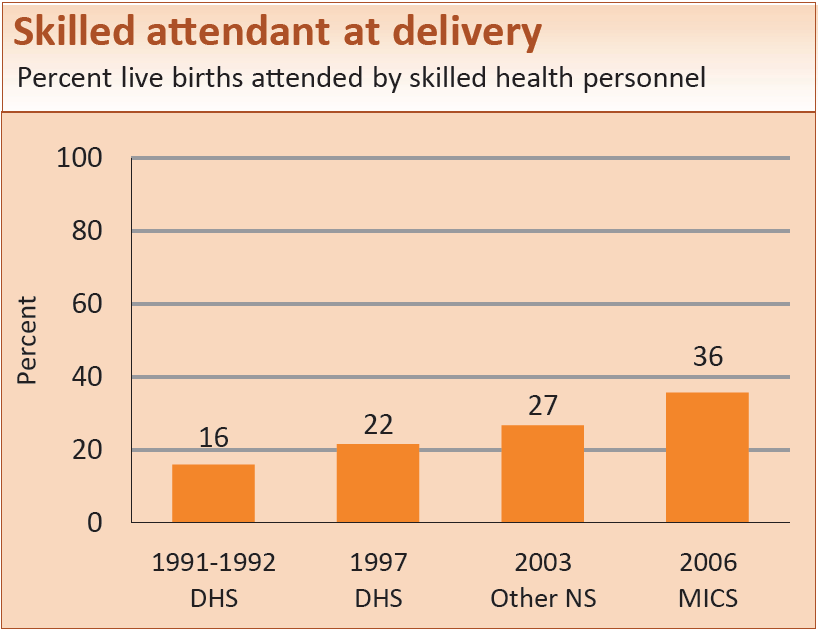 Skilled attendant at delivery
Percent live births attended by skilled health personnel
Percent
100
80
60
40
20
0
16
22
27
36
1991-1992
DHS
1997
DHS
2003
Other NS
2006
MICS